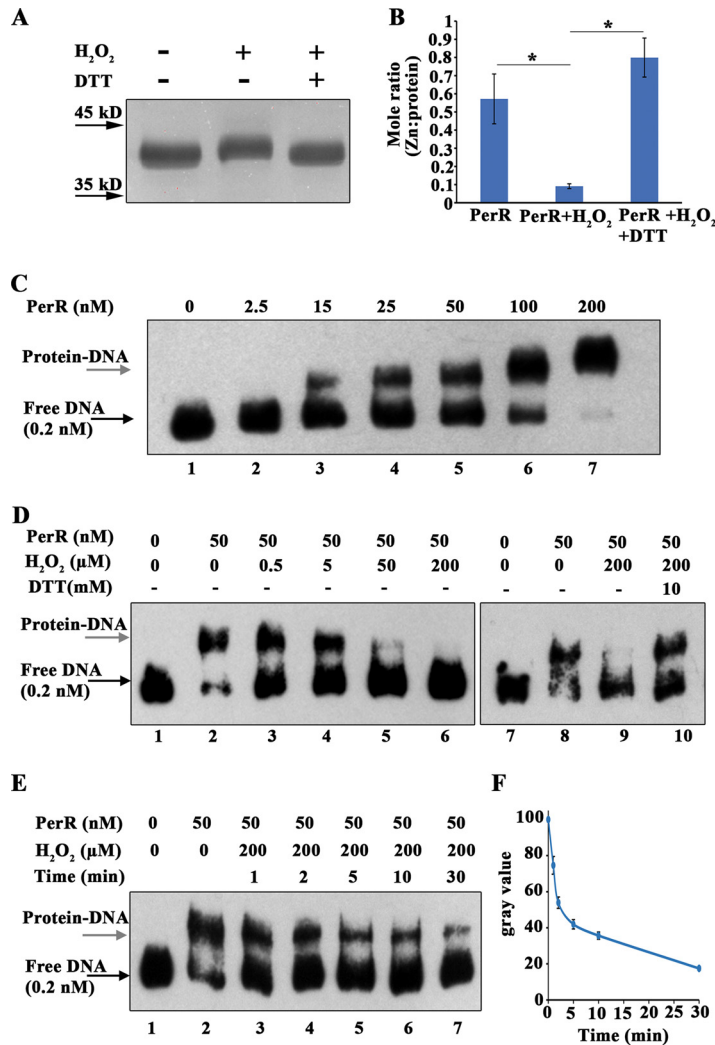 A
H₂O₂ - + +
DTT - - +
45 kD
35 kD
B
Mole ratio
(Zn:protein)
1
0.9
0.8
0.7
0.6
0.5
0.4
0.3
0.2
0.1
0
*
*
PerR PerR+H₂O₂ PerR +H₂O₂
+DTT
C
PerR (nM) 0 2.5 15 25 50 100 200
Protein-DNA
Free DNA
(0.2 nM)
1 2 3 4 5 6 7
D
PerR (nM) 0 50 50 50 50 50 0 50 50 50
H₂O₂ (µM) 0 0 0.5 5 50 200 0 0 200 200
DTT(mM) - - - - - - - - - 10
Protein-DNA
Free DNA
(0.2 nM)
1 2 3 4 5 6 7 8 9 10
E
PerR (nM) 0 50 50 50 50 50 50
H₂O₂ (µM) 0 0 200 200 200 200 200
Time (min) 1 2 5 10 30
Protein-DNA
Free DNA
(0.2 nM)
1 2 3 4 5 6 7
F
gray value
100
80
60
40
20
0
0 5 10 15 20 25 30
Time (min)